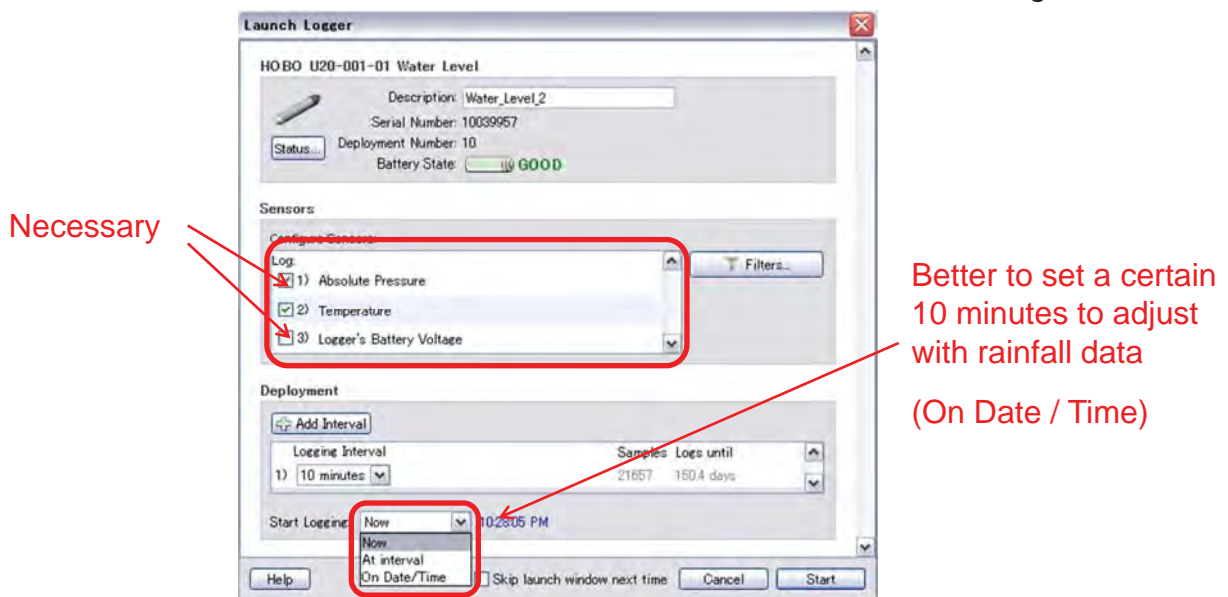 Launch Logger
HOBO U20-001-01 Water Level
Description: Water_Level_2
Serial Number: 10039957
Status... Deployment Number: 10
Battery State: GOOD
Sensors
Necessary
Configure Sensors:
Log:
1) Absolute Pressure
Filters...
2) Temperature
3) Logger's Battery Voltage
Better to set a certain
10 minutes to adjust
with rainfall data
(On Date / Time)
Deployment
Add Interval
Logging Interval Samples Logs until
1) 10 minutes 21657 150.4 days
Start Logging: Now 10:28:05 PM
Now
At interval
On Date/Time
Help Skip launch window next time Cancel Start